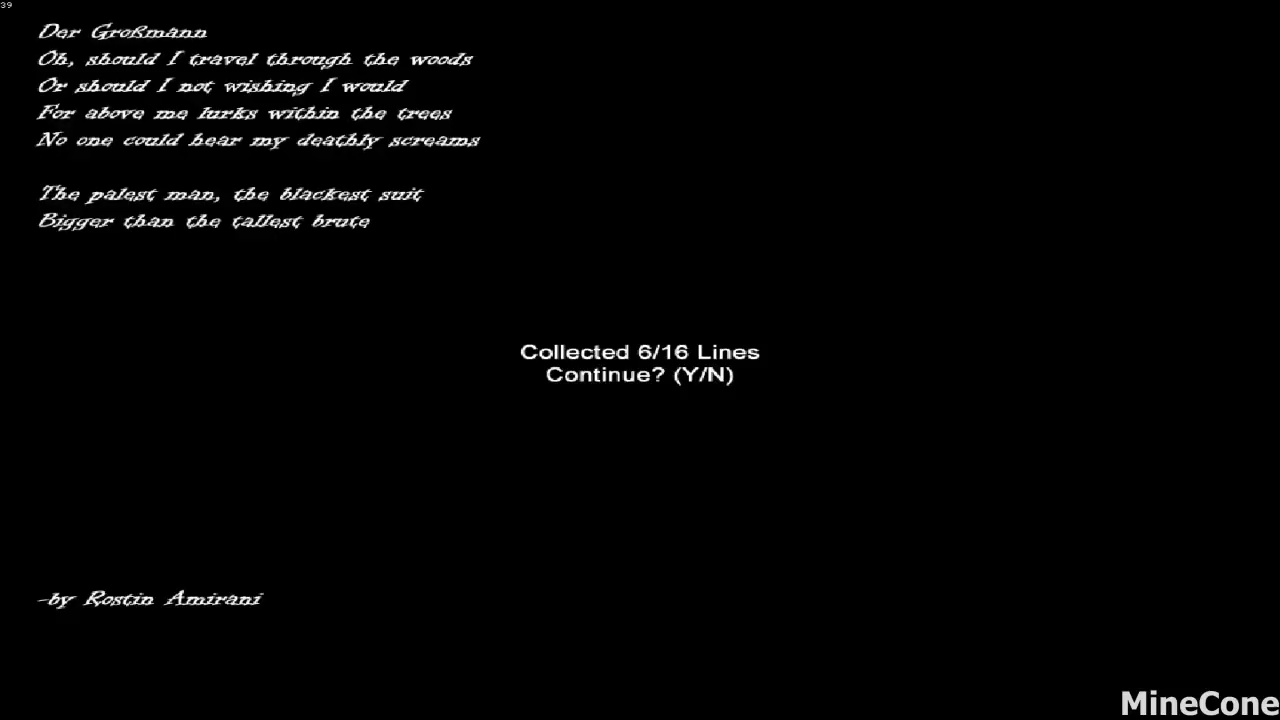 39
Der Großmann
Oh, should I travel through the woods
Or should I not wishing I would
For above me lurks within the trees
No one could hear my deathly screams
The palest man, the blackest suit
Bigger than the tallest brute
Collected 6/16 Lines
Continue? (Y/N)
-by Rostin Amirani
MineCone